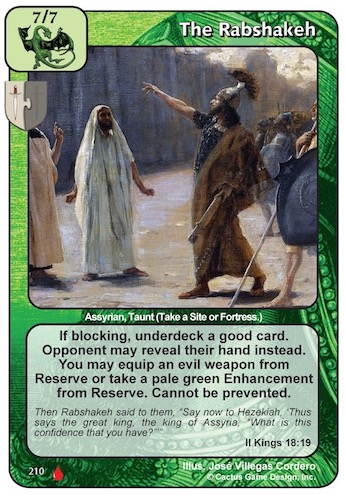 7/7
The Rabshakeh
Assyrian, Taunt (Take a Site or Fortress.)
If blocking, underdeck a good card.
Opponent may reveal their hand instead.
You may equip an evil weapon from
Reserve or take a pale green Enhancement
from Reserve. Cannot be prevented.
Then Rabshakeh said to them, "Say now to Hezekiah, 'Thus
says the great king, the king of Assyria, "What is this
confidence that you have?"'"
II Kings 18:19
210
Illus. José Villegas Cordero
© Cactus Game Design, Inc.